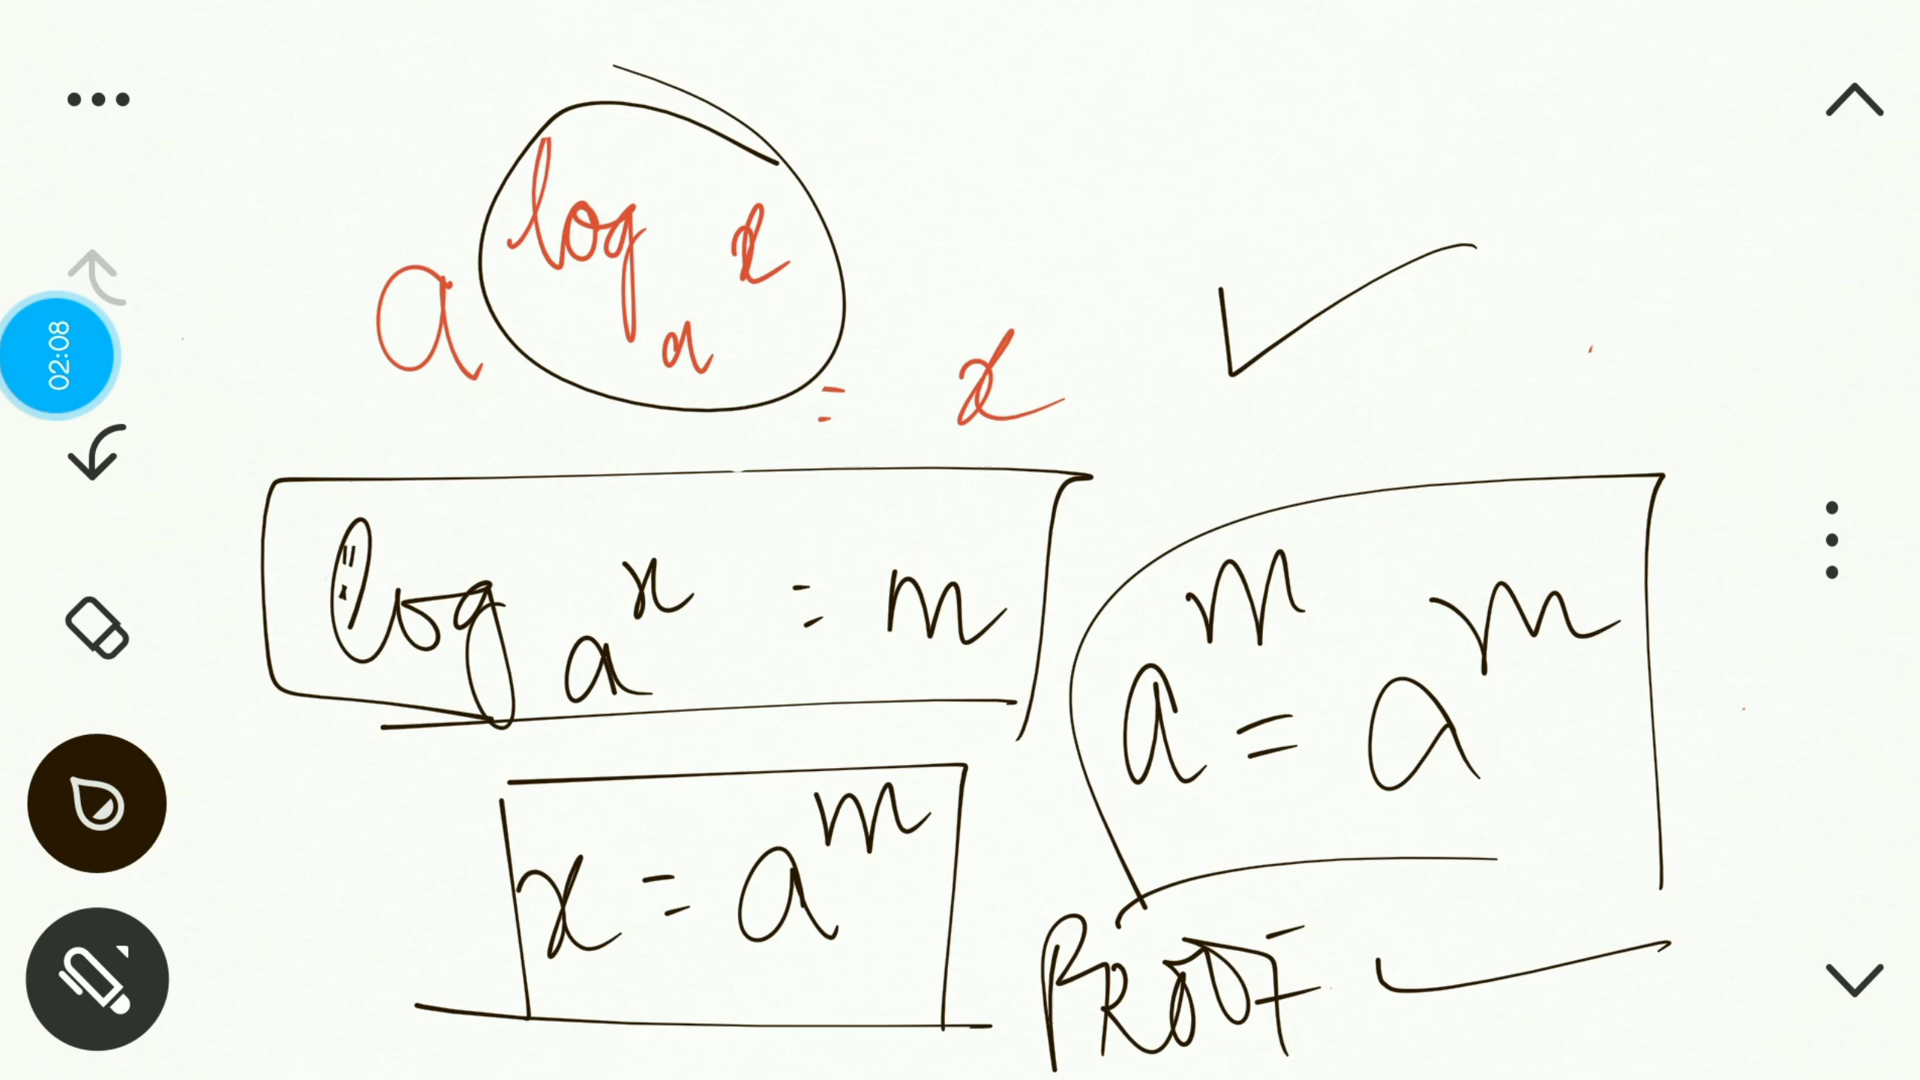 a^{log_a x} = x
log_a x = m
a^m = a^m
x = a^m
PROOF
02:08